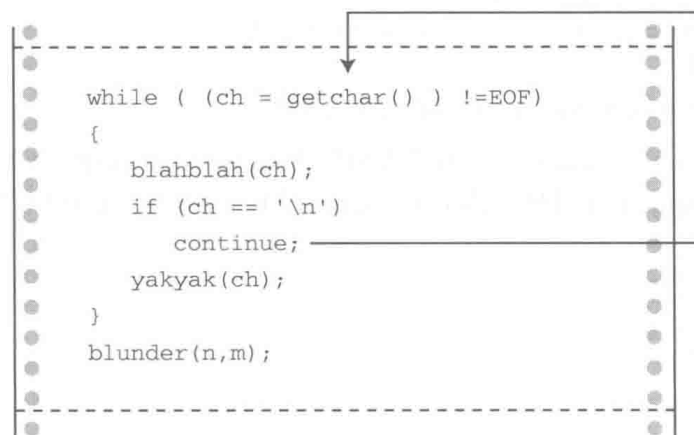 while ( (ch = getchar() ) !=EOF)
{
blahblah(ch);
if (ch == '\n')
continue;
yakyak(ch);
}
blunder(n,m);